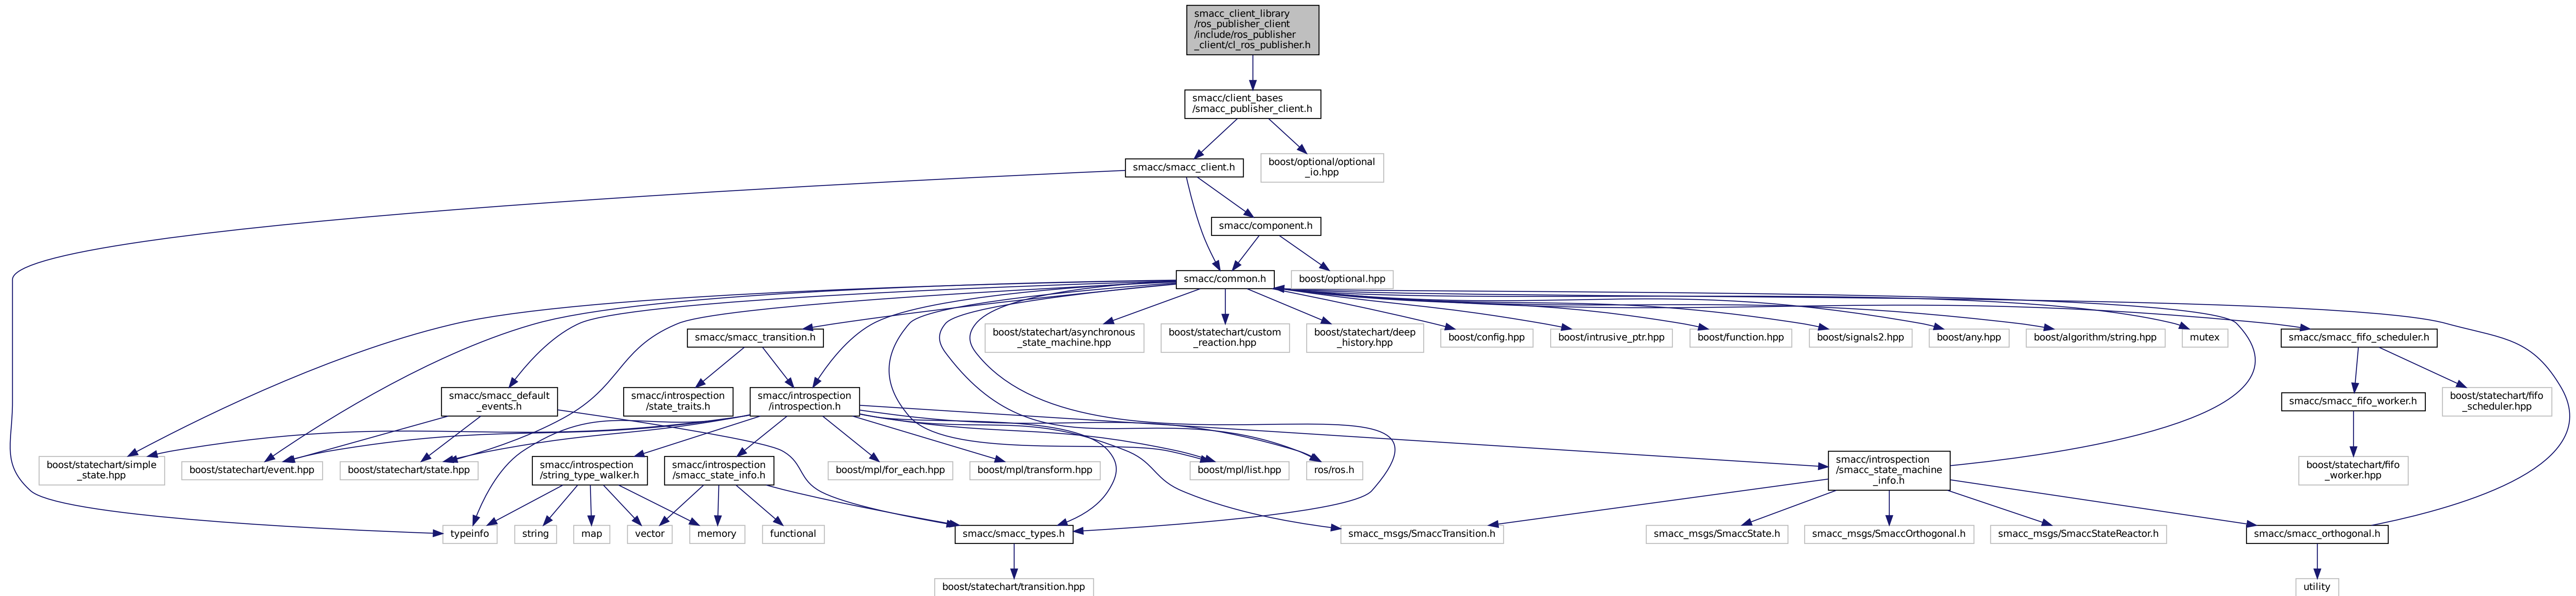 smacc_client_library
/ros_publisher_client
/include/ros_publisher
_client/cl_ros_publisher.h
smacc/client_bases
/smacc_publisher_client.h
smacc/smacc_client.h
boost/optional/optional
_io.hpp
smacc/component.h
smacc/common.h
boost/optional.hpp
smacc/smacc_transition.h
boost/statechart/asynchronous
_state_machine.hpp
boost/statechart/custom
_reaction.hpp
boost/statechart/deep
_history.hpp
boost/config.hpp
boost/intrusive_ptr.hpp
boost/function.hpp
boost/signals2.hpp
boost/any.hpp
boost/algorithm/string.hpp
mutex
smacc/smacc_fifo_scheduler.h
smacc/smacc_default
_events.h
smacc/introspection
/state_traits.h
smacc/introspection
/introspection.h
smacc/smacc_fifo_worker.h
boost/statechart/fifo
_scheduler.hpp
boost/statechart/simple
_state.hpp
boost/statechart/event.hpp
boost/statechart/state.hpp
smacc/introspection
/string_type_walker.h
smacc/introspection
/smacc_state_info.h
boost/mpl/for_each.hpp
boost/mpl/transform.hpp
boost/mpl/list.hpp
ros/ros.h
smacc/introspection
/smacc_state_machine
_info.h
boost/statechart/fifo
_worker.hpp
typeinfo
string
map
vector
memory
functional
smacc/smacc_types.h
smacc_msgs/SmaccTransition.h
smacc_msgs/SmaccState.h
smacc_msgs/SmaccOrthogonal.h
smacc_msgs/SmaccStateReactor.h
smacc/smacc_orthogonal.h
boost/statechart/transition.hpp
utility